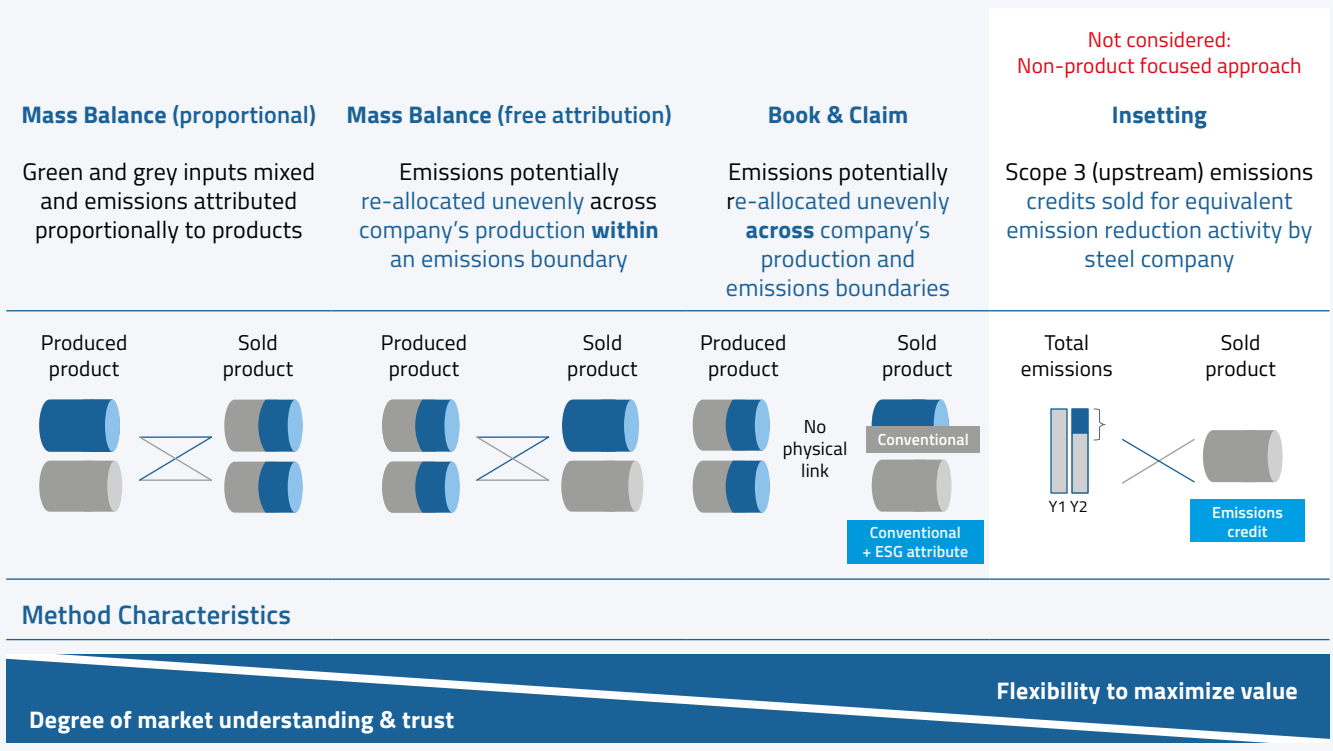 Not considered:
Non-product focused approach
Mass Balance (proportional)
Green and grey inputs mixed
and emissions attributed
proportionally to products
Mass Balance (free attribution)
Emissions potentially
re-allocated unevenly across
company's production within
an emissions boundary
Book & Claim
Emissions potentially
re-allocated unevenly
across company's
production and
emissions boundaries
Insetting
Scope 3 (upstream) emissions
credits sold for equivalent
emission reduction activity by
steel company
Produced
product
Sold
product
Produced
product
Sold
product
Produced
product
No
physical
link
Sold
product
Conventional
Conventional
+ ESG attribute
Total
emissions
Y1 Y2
Sold
product
Emissions
credit
Method Characteristics
Degree of market understanding & trust
Flexibility to maximize value